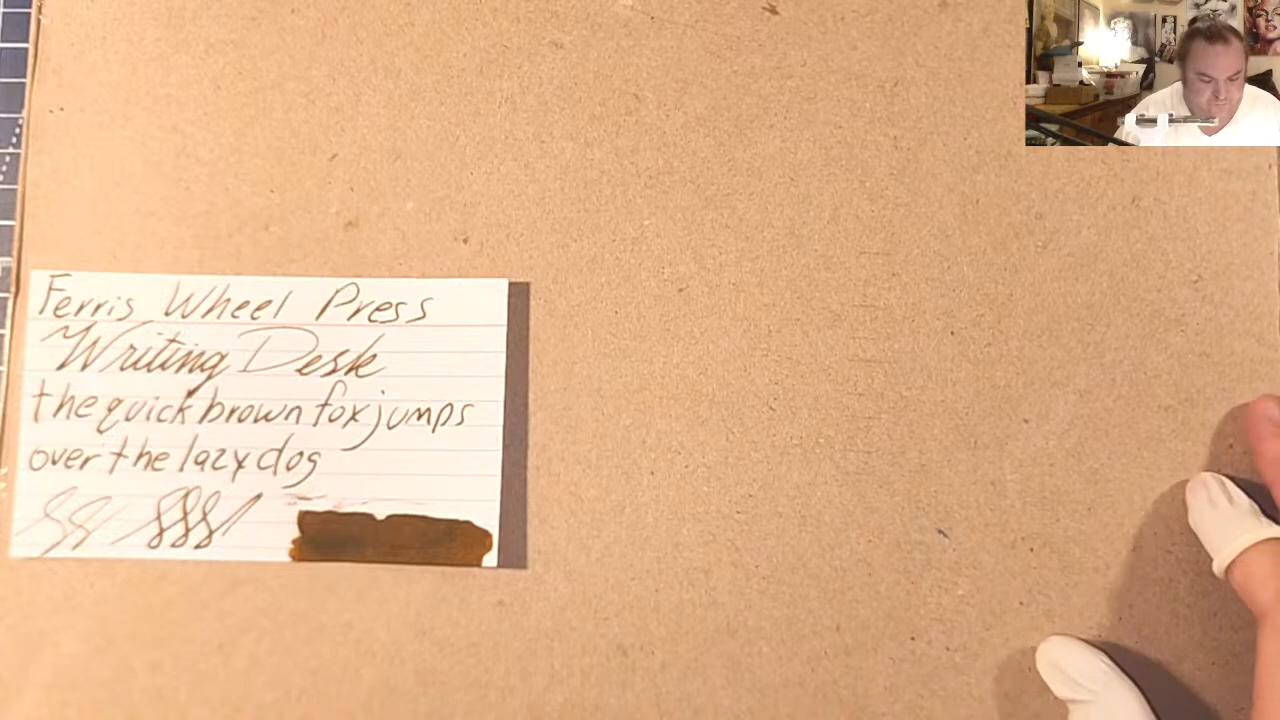 Ferris Wheel Press
Writing Desk
the quick brown fox jumps
over the lazy dog